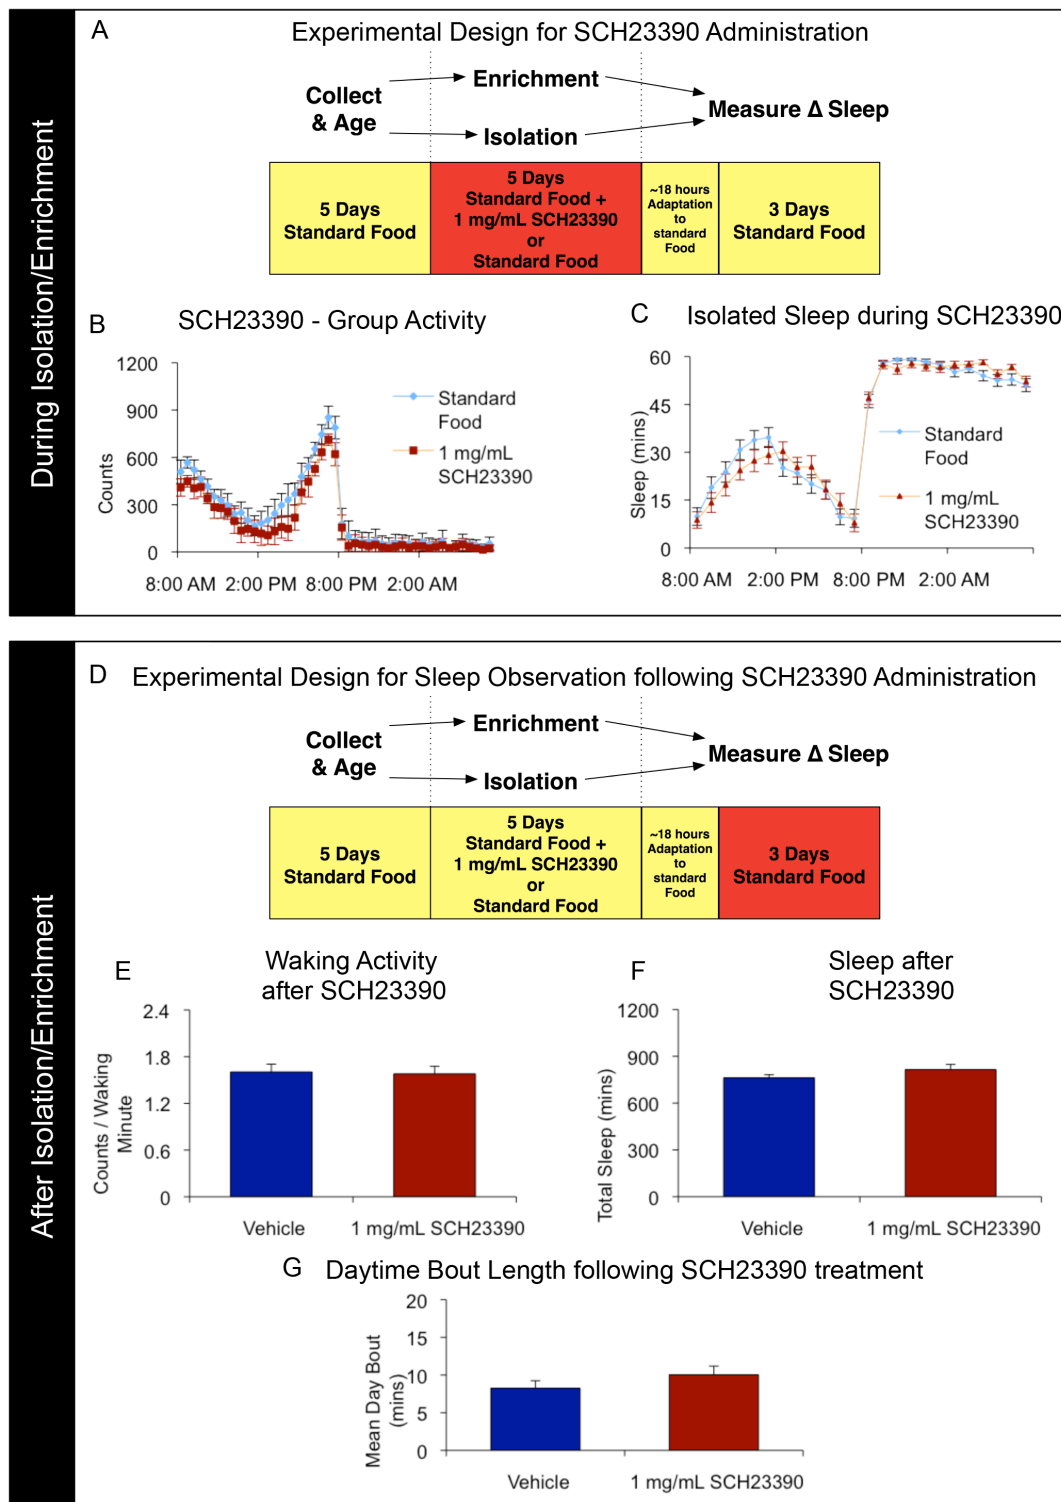 During Isolation/Enrichment
A
Experimental Design for SCH23390 Administration
Collect
& Age
Enrichment
Isolation
Measure Δ Sleep
5 Days
Standard Food
5 Days
Standard Food +
1 mg/mL SCH23390
or
Standard Food
~18 hours
Adaptation
to
standard
Food
3 Days
Standard Food
B
SCH23390 - Group Activity
Counts
1200
900
600
300
0
8:00 AM 2:00 PM 8:00 PM 2:00 AM
Standard
Food
1 mg/mL
SCH23390
C
Isolated Sleep during SCH23390
Sleep (mins)
60
45
30
15
0
8:00 AM 2:00 PM 8:00 PM 2:00 AM
Standard
Food
1 mg/mL
SCH23390
After Isolation/Enrichment
D
Experimental Design for Sleep Observation following SCH23390 Administration
Collect
& Age
Enrichment
Isolation
Measure Δ Sleep
5 Days
Standard Food
5 Days
Standard Food +
1 mg/mL SCH23390
or
Standard Food
~18 hours
Adaptation
to
standard
Food
3 Days
Standard Food
E
Waking Activity
after SCH23390
Counts / Waking
Minute
2.4
1.8
1.2
0.6
0
Vehicle 1 mg/mL SCH23390
F
Sleep after
SCH23390
Total Sleep (mins)
1200
900
600
300
0
Vehicle 1 mg/mL SCH23390
G
Daytime Bout Length following SCH23390 treatment
Mean Day Bout
(mins)
20
15
10
5
0
Vehicle 1 mg/mL SCH23390